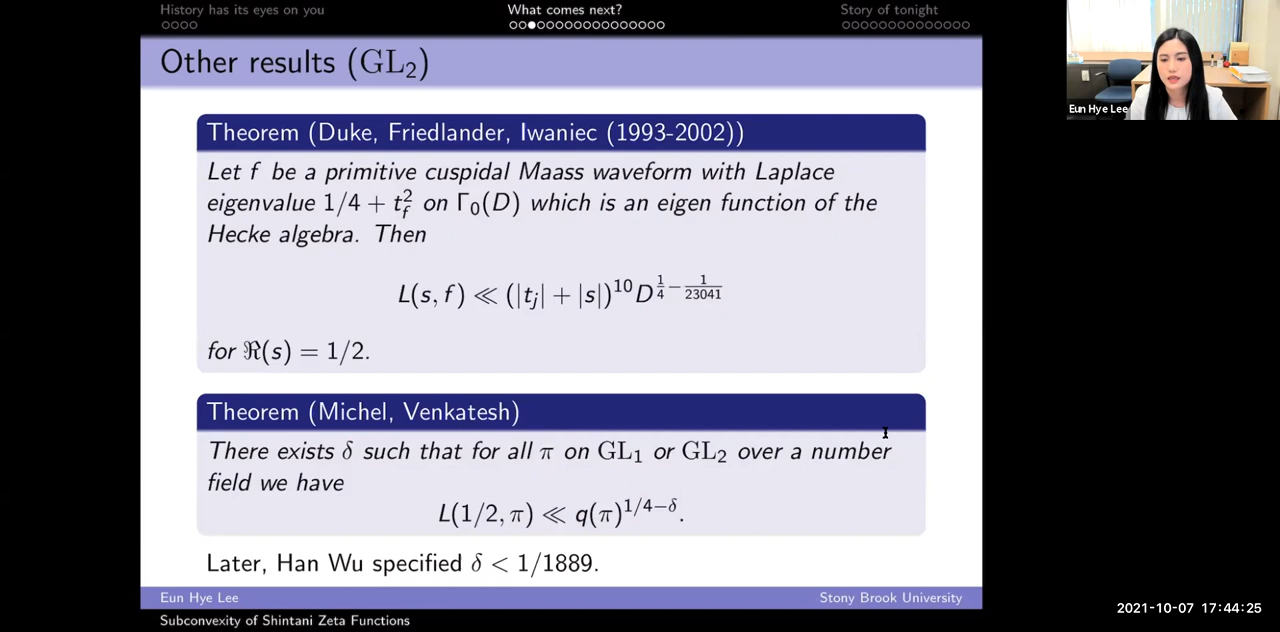 History has its eyes on you
What comes next?
Story of tonight
Other results (GL₂)
Theorem (Duke, Friedlander, Iwaniec (1993-2002))
Let f be a primitive cuspidal Maass waveform with Laplace
eigenvalue 1/4 + t_f^2 on Γ₀(D) which is an eigen function of the
Hecke algebra. Then
L(s, f) ≪ (|t_j| + |s|)^{10} D^{\frac{1}{4} − \frac{1}{23041}}
for ℜ(s) = 1/2.
Theorem (Michel, Venkatesh)
There exists δ such that for all π on GL₁ or GL₂ over a number
field we have
L(1/2, π) ≪ q(π)^{1/4−δ}.
Later, Han Wu specified δ < 1/1889.
Eun Hye Lee
Stony Brook University
Subconvexity of Shintani Zeta Functions
Eun Hye Lee
2021-10-07 17:44:25